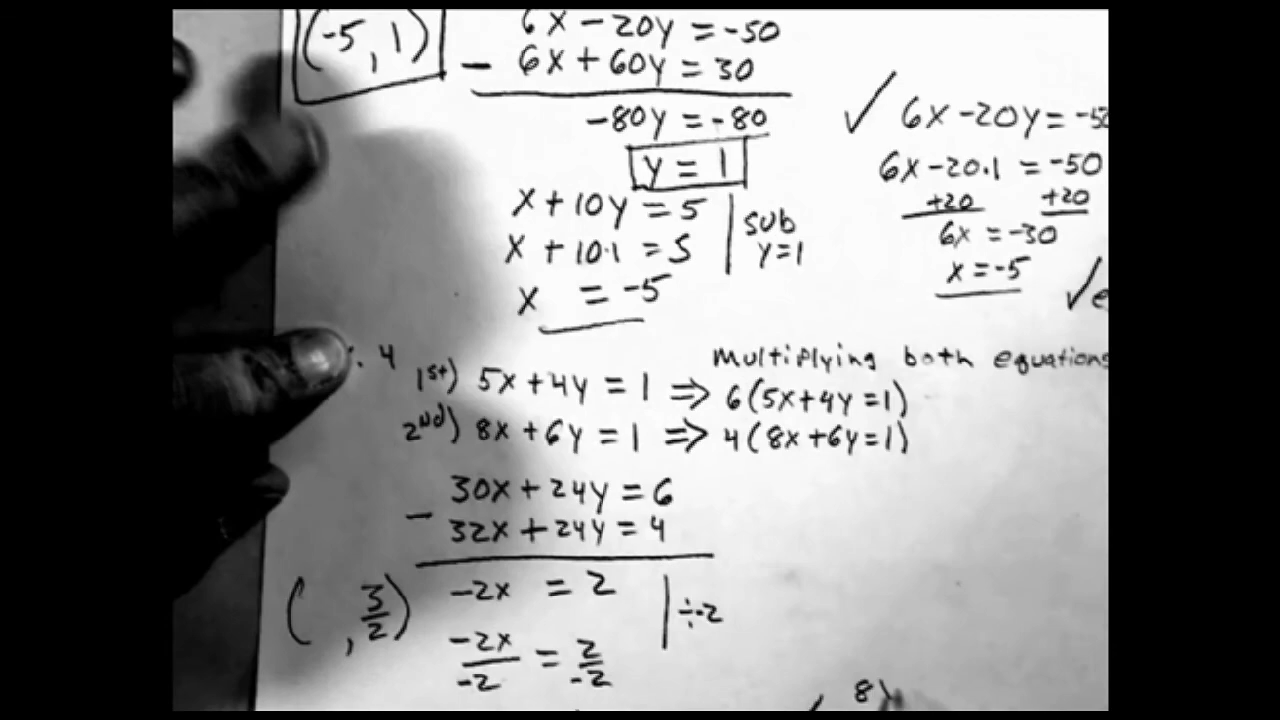 (-5, 1)
6x - 20y = -50
- 6x + 60y = 30
-80y = -80
y = 1
x + 10y = 5 | sub
x + 10·1 = 5 | y=1
x = -5
✓ 6x - 20y = -50
6x - 20·1 = -50
+20 +20
6x = -30
x = -5
✓
. 4
multiplying both equations
1st) 5x + 4y = 1 ⇒ 6(5x+4y=1)
2nd) 8x + 6y = 1 ⇒ 4(8x+6y=1)
30x + 24y = 6
- 32x + 24y = 4
-2x = 2 | ÷-2
( , 3/2)
-2x/-2 = 2/-2